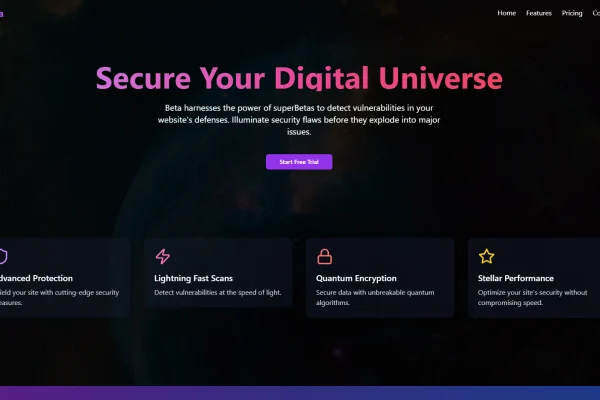 a
Home Features Pricing Co
Secure Your Digital Universe
Beta harnesses the power of superBetas to detect vulnerabilities in your
website's defenses. Illuminate security flaws before they explode into major
issues.
Start Free Trial
dvanced Protection
ield your site with cutting-edge security
easures.
Lightning Fast Scans
Detect vulnerabilities at the speed of light.
Quantum Encryption
Secure data with unbreakable quantum
algorithms.
Stellar Performance
Optimize your site's security without
compromising speed.